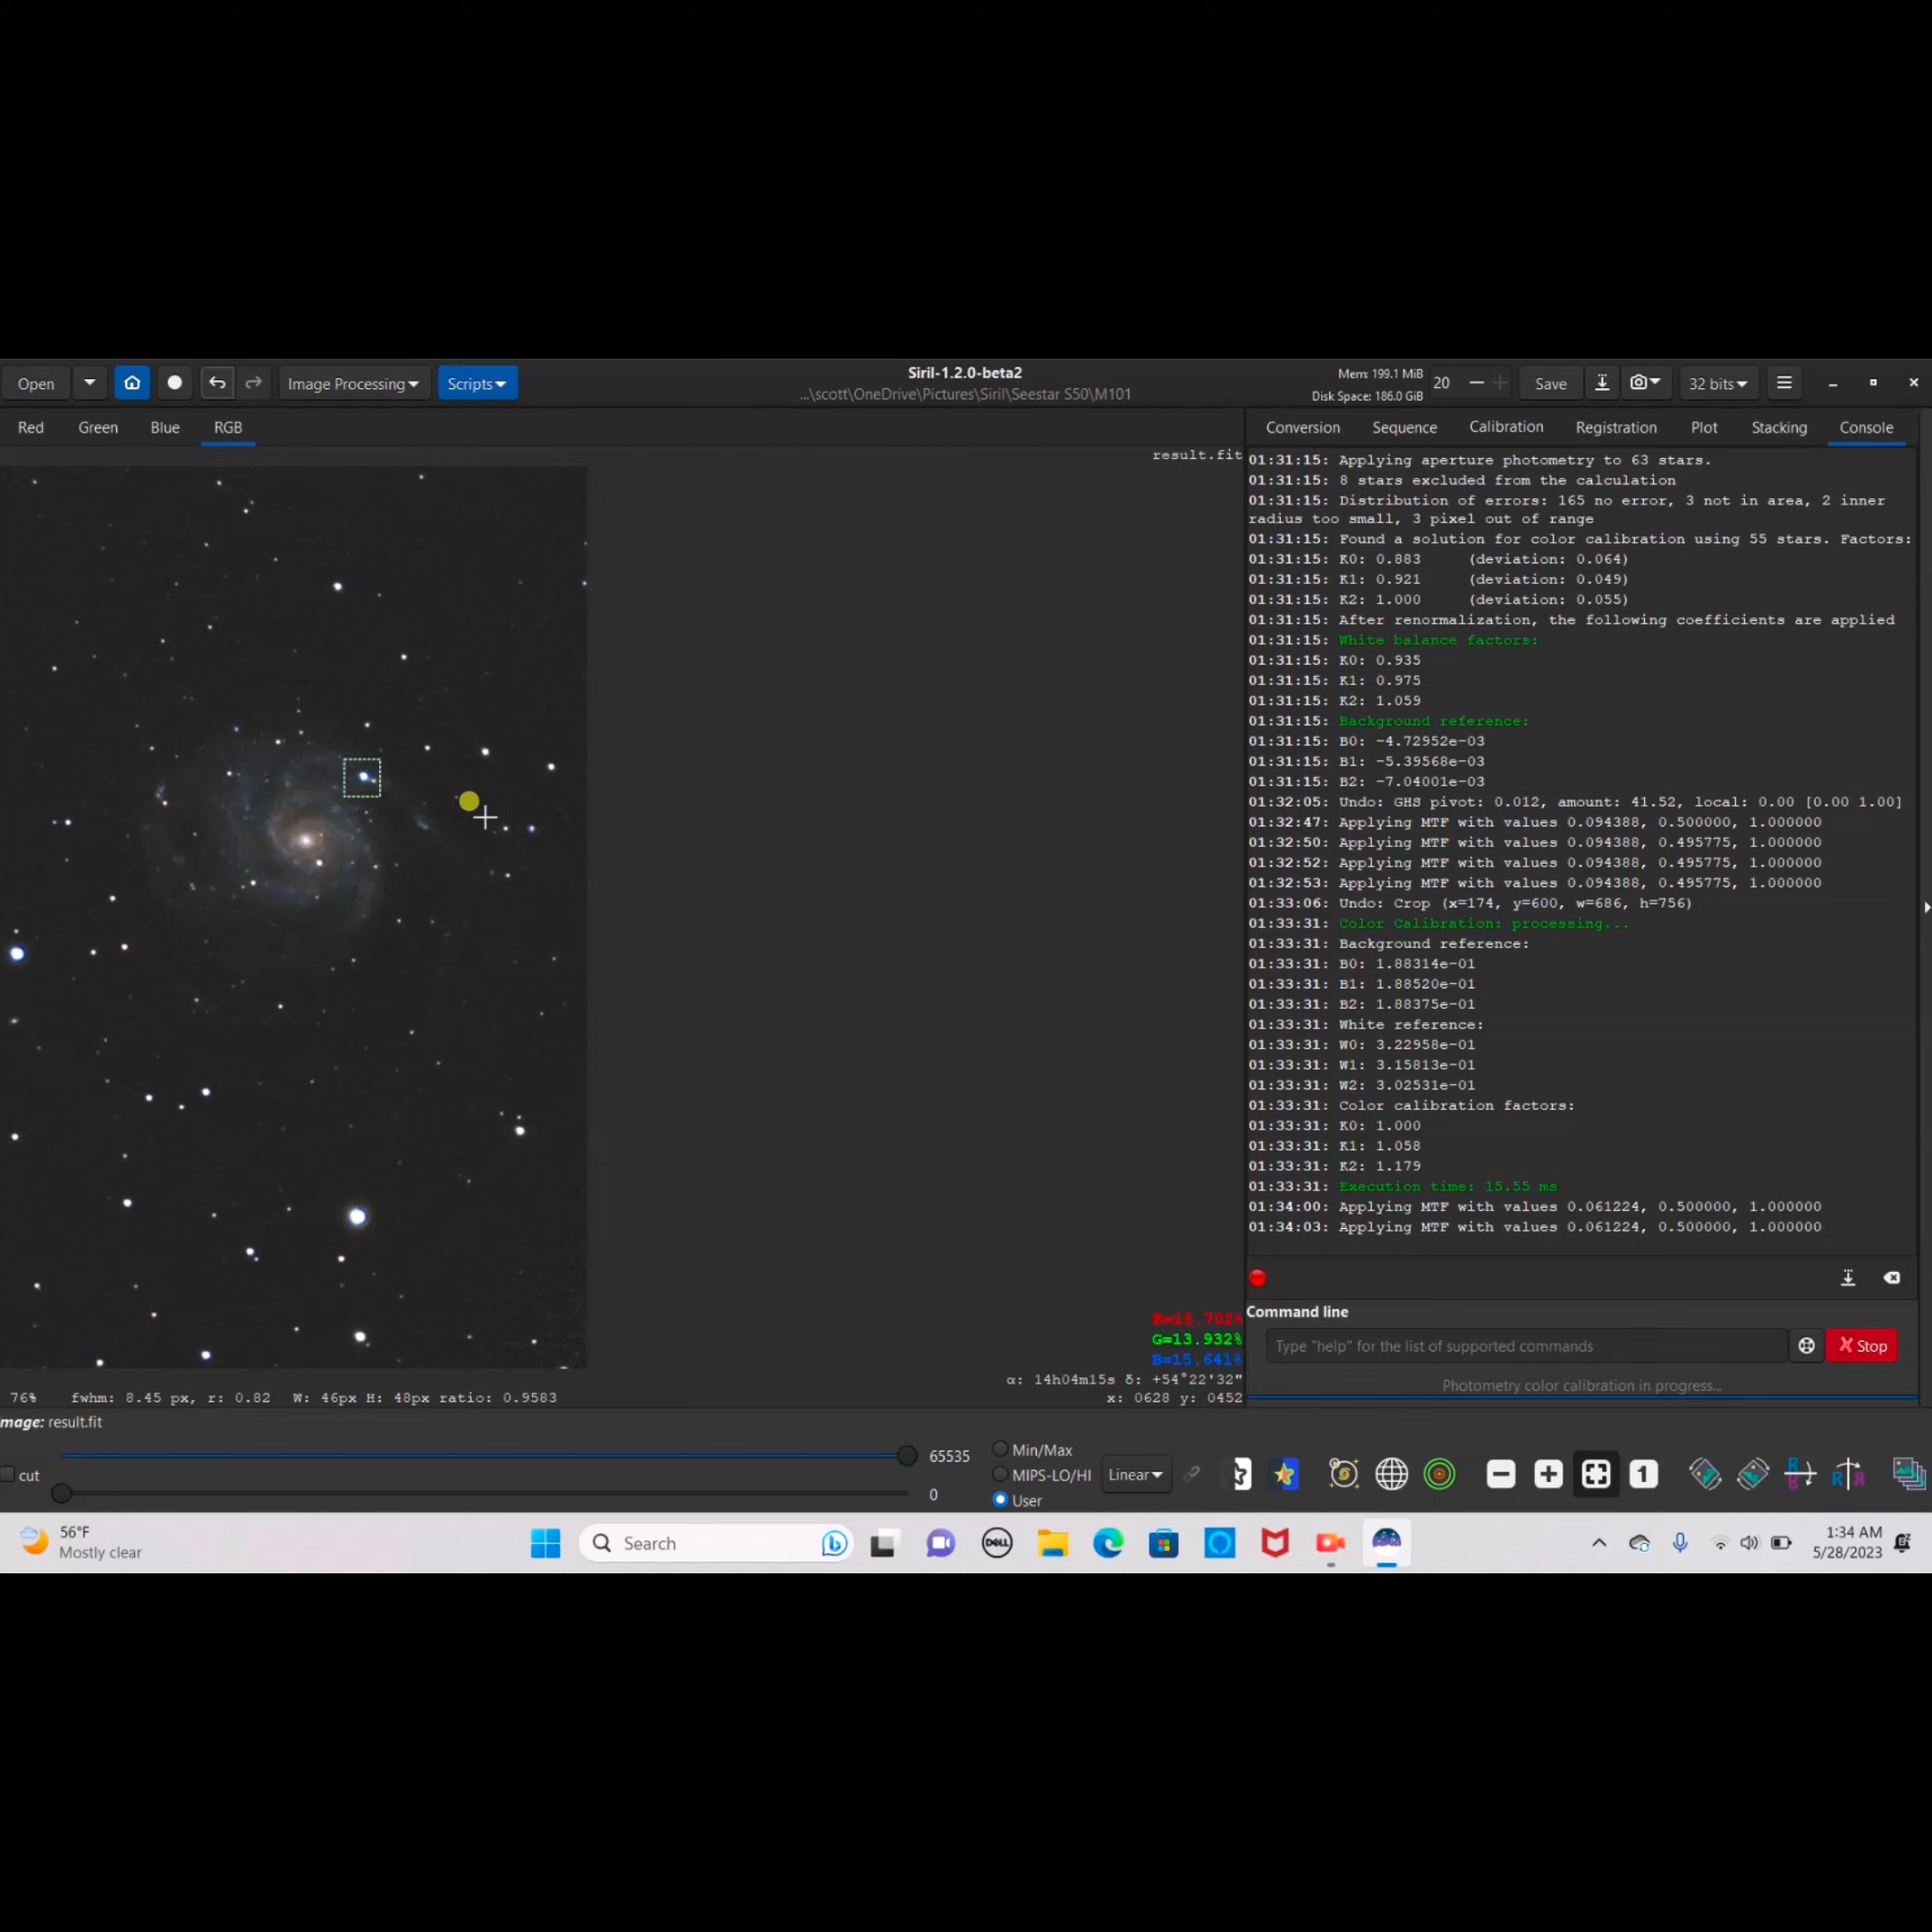 Open
Image Processing
Scripts
Siril-1.2.0-beta2
...\scott\OneDrive\Pictures\Siril\Seestar S50\M101
Mem: 199.1 MiB
Disk Space: 186.0 GiB
20
Save
32 bits
Red Green Blue RGB
Conversion Sequence Calibration Registration Plot Stacking Console
result.fit
01:31:15: Applying aperture photometry to 63 stars.
01:31:15: 8 stars excluded from the calculation
01:31:15: Distribution of errors: 165 no error, 3 not in area, 2 inner
radius too small, 3 pixel out of range
01:31:15: Found a solution for color calibration using 55 stars. Factors:
01:31:15: K0: 0.883 (deviation: 0.064)
01:31:15: K1: 0.921 (deviation: 0.049)
01:31:15: K2: 1.000 (deviation: 0.055)
01:31:15: After renormalization, the following coefficients are applied
01:31:15: White balance factors:
01:31:15: K0: 0.935
01:31:15: K1: 0.975
01:31:15: K2: 1.059
01:31:15: Background reference:
01:31:15: B0: -4.72952e-03
01:31:15: B1: -5.39568e-03
01:31:15: B2: -7.04001e-03
01:32:05: Undo: GHS pivot: 0.012, amount: 41.52, local: 0.00 [0.00 1.00]
01:32:47: Applying MTF with values 0.094388, 0.500000, 1.000000
01:32:50: Applying MTF with values 0.094388, 0.495775, 1.000000
01:32:52: Applying MTF with values 0.094388, 0.495775, 1.000000
01:32:53: Applying MTF with values 0.094388, 0.495775, 1.000000
01:33:06: Undo: Crop (x=174, y=600, w=686, h=756)
01:33:31: Color Calibration: processing...
01:33:31: Background reference:
01:33:31: B0: 1.88314e-01
01:33:31: B1: 1.88520e-01
01:33:31: B2: 1.88375e-01
01:33:31: White reference:
01:33:31: W0: 3.22958e-01
01:33:31: W1: 3.15813e-01
01:33:31: W2: 3.02531e-01
01:33:31: Color calibration factors:
01:33:31: K0: 1.000
01:33:31: K1: 1.058
01:33:31: K2: 1.179
01:33:31: Execution time: 15.55 ms
01:34:00: Applying MTF with values 0.061224, 0.500000, 1.000000
01:34:03: Applying MTF with values 0.061224, 0.500000, 1.000000
Command line
Type "help" for the list of supported commands
Stop
Photometry color calibration in progress...
R=15.702%
G=13.932%
B=15.641%
α: 14h04m15s δ: +54°22'32"
x: 0628 y: 0452
76% fwhm: 8.45 px, r: 0.82 W: 46px H: 48px ratio: 0.9583
mage: result.fit
65535
cut
0
Min/Max
MIPS-LO/HI
User
Linear
1
56°F
Mostly clear
Search
DELL
1:34 AM
5/28/2023